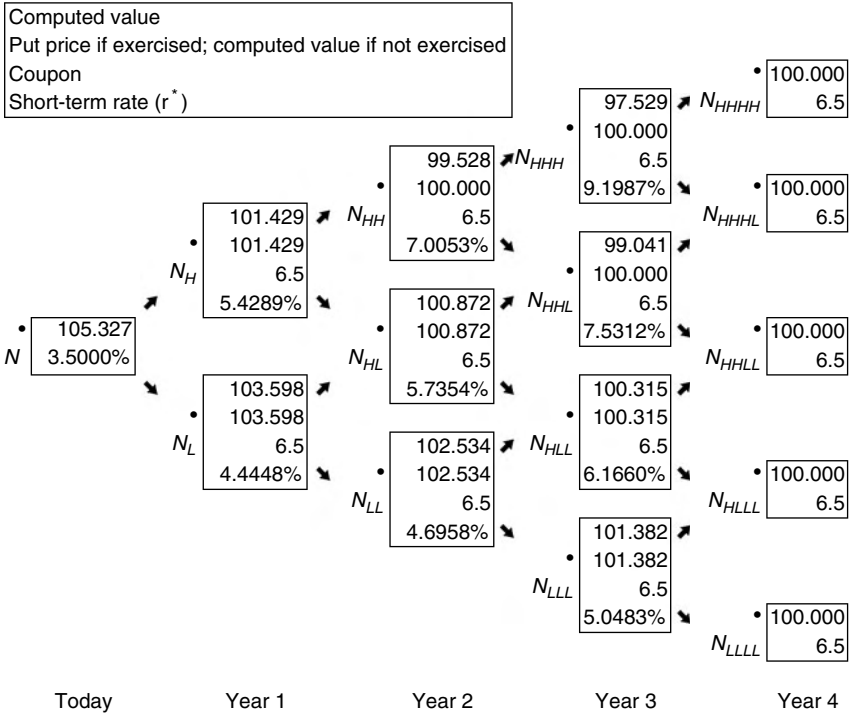 Computed value
Put price if exercised; computed value if not exercised
Coupon
Short-term rate (r*)
• 105.327
N 3.5000%
101.429
• 101.429
N_H 6.5
5.4289%
103.598
• 103.598
N_L 6.5
4.4448%
99.528
• 100.000
N_HH 6.5
7.0053%
100.872
• 100.872
N_HL 6.5
5.7354%
102.534
• 102.534
N_LL 6.5
4.6958%
97.529
• 100.000
N_HHH 6.5
9.1987%
99.041
• 100.000
N_HHL 6.5
7.5312%
100.315
• 100.315
N_HLL 6.5
6.1660%
101.382
• 101.382
N_LLL 6.5
5.0483%
• 100.000
N_HHHH 6.5
• 100.000
N_HHHL 6.5
• 100.000
N_HHLL 6.5
• 100.000
N_HLLL 6.5
• 100.000
N_LLLL 6.5
Today Year 1 Year 2 Year 3 Year 4